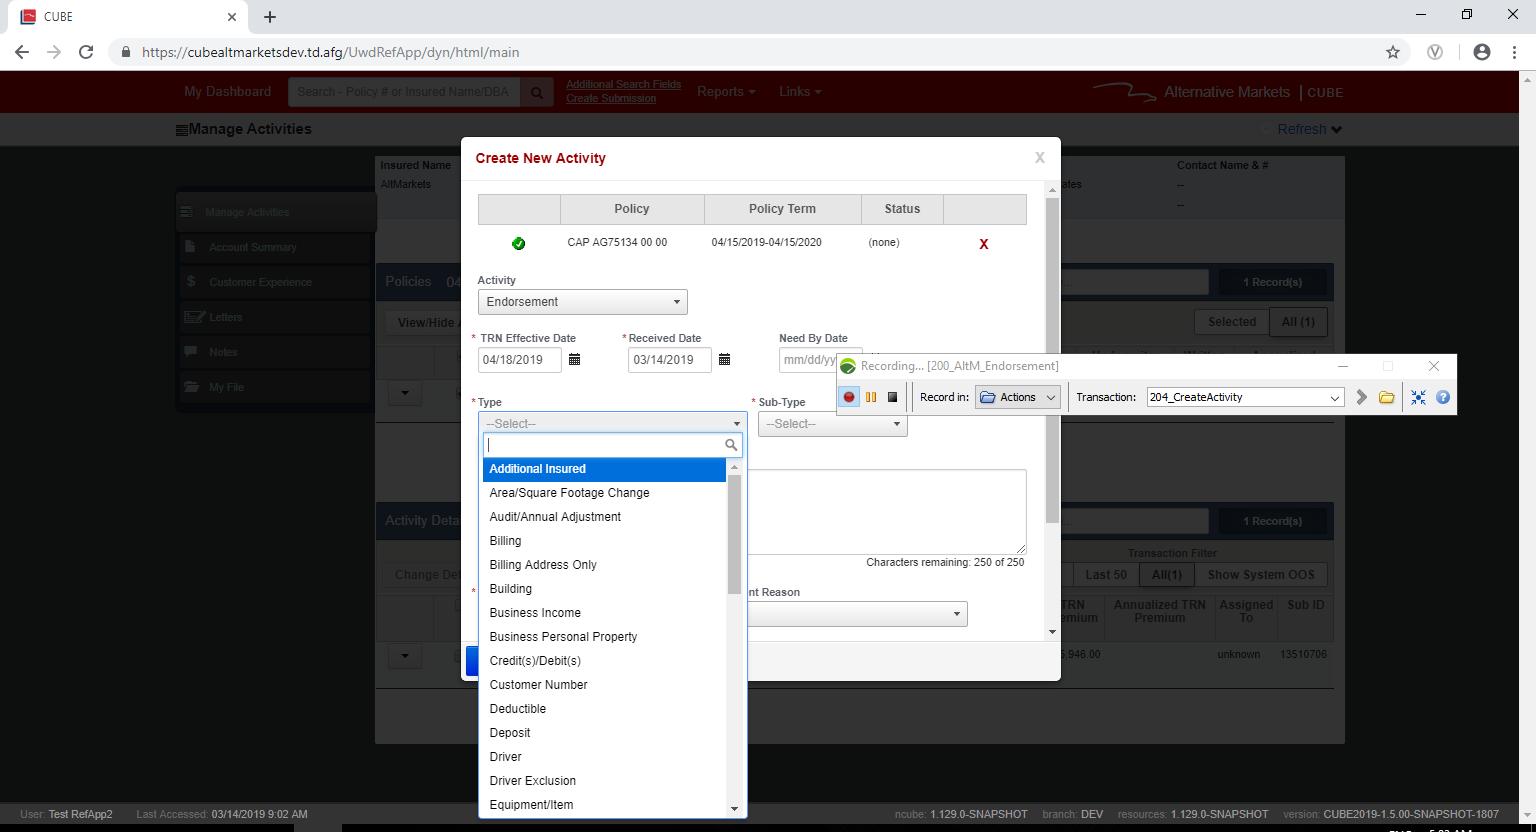 CUBE
https://cubealtmarketsdev.td.afg/UwdRefApp/dyn/html/main
My Dashboard
Search - Policy # or Insured Name/DBA
Additional Search Fields
Create Submission
Reports
Links
Alternative Markets | CUBE
Manage Activities
Refresh
Insured Name
AltMarkets
Contact Name & #
--
--
Manage Activities
Account Summary
Customer Experience
Letters
Notes
My File
Policies 04
1 Record(s)
View/Hide
Selected
All (1)
Create New Activity
X
Policy
Policy Term
Status
CAP AG75134 00 00
04/15/2019-04/15/2020
(none)
X
Activity
Endorsement
* TRN Effective Date
* Received Date
Need By Date
04/18/2019
03/14/2019
mm/dd/yy
Recording... [200_AltM_Endorsement]
Record in:
Actions
Transaction:
204_CreateActivity
* Type
* Sub-Type
--Select--
--Select--
Additional Insured
Area/Square Footage Change
Audit/Annual Adjustment
Billing
Billing Address Only
Building
Business Income
Business Personal Property
Credit(s)/Debit(s)
Customer Number
Deductible
Deposit
Driver
Driver Exclusion
Equipment/Item
Characters remaining: 250 of 250
*
nt Reason
Activity Deta
1 Record(s)
Transaction Filter
Change Det
Last 50
All(1)
Show System OOS
TRN
Annualized TRN
Premium
Assigned
To
Sub ID
5,946.00
unknown
13510706
User: Test RefApp2
Last Accessed: 03/14/2019 9:02 AM
ncube: 1.129.0-SNAPSHOT
branch: DEV
resources: 1.129.0-SNAPSHOT
version: CUBE2019-1.5.00-SNAPSHOT-1807